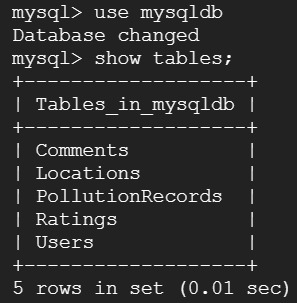 mysql> use mysqldb
Database changed
mysql> show tables;
+--------------------+
| Tables_in_mysqldb |
+--------------------+
| Comments          |
| Locations         |
| PollutionRecords  |
| Ratings           |
| Users             |
+--------------------+
5 rows in set (0.01 sec)